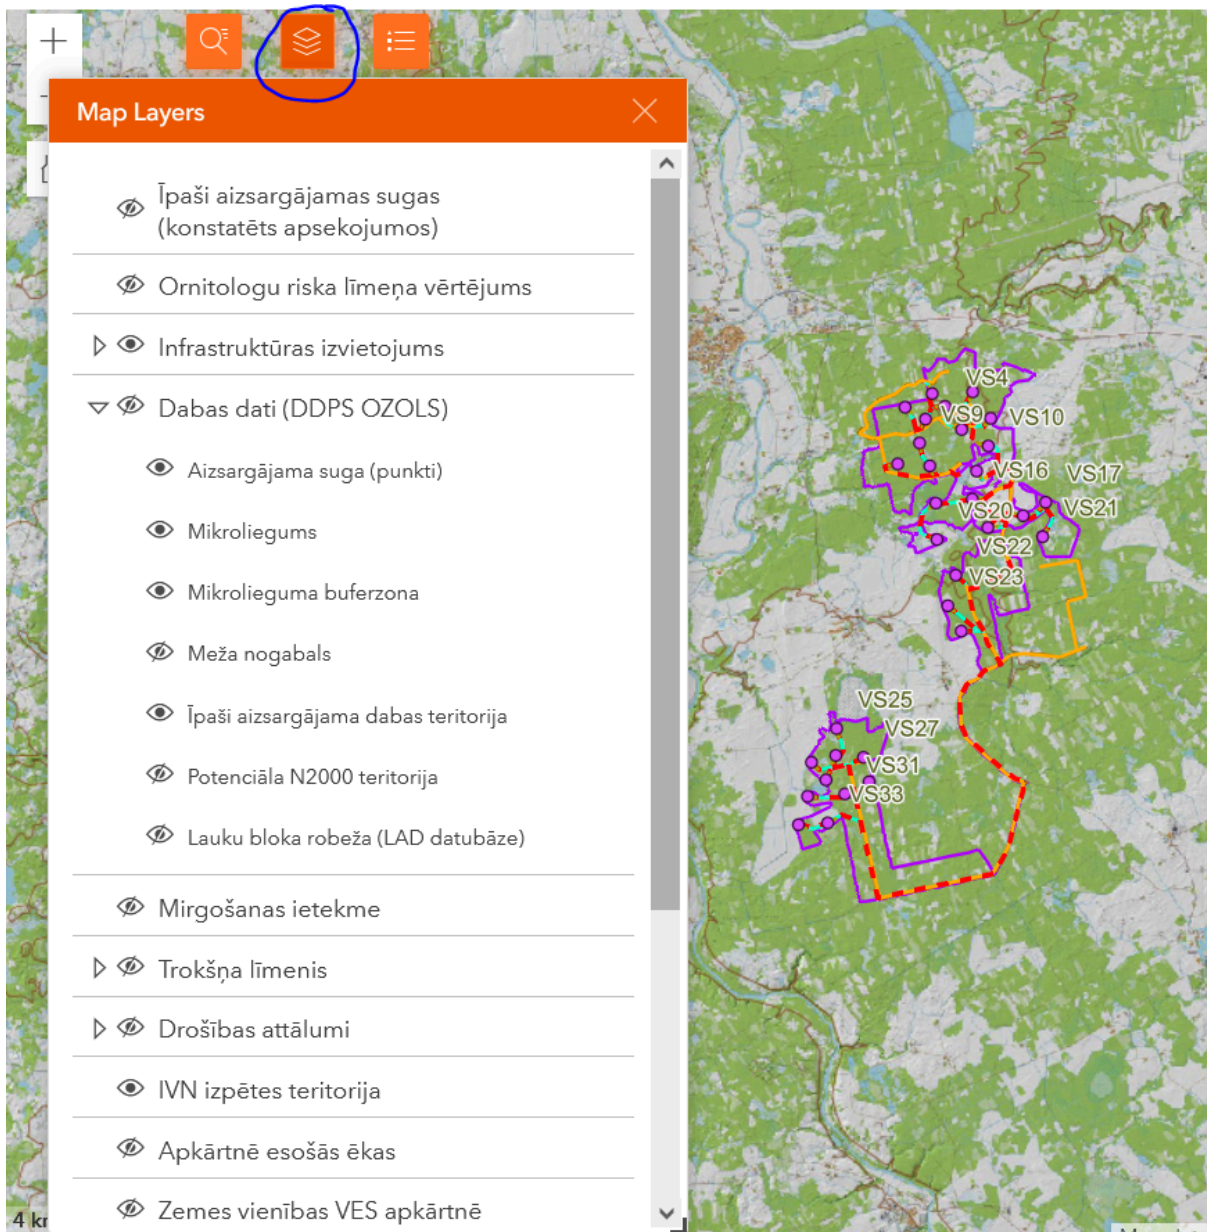 Map Layers
Īpaši aizsargājamas sugas
(konstatēts apsekojumos)
Ornitologu riska līmeņa vērtējums
Infrastruktūras izvietojums
Dabas dati (DDPS OZOLS)
Aizsargājama suga (punkti)
Mikroliegums
Mikrolieguma buferzona
Meža nogabals
Īpaši aizsargājama dabas teritorija
Potenciāla N2000 teritorija
Lauku bloka robeža (LAD datubāze)
Mirgošanas ietekme
Trokšņa līmenis
Drošības attālumi
IVN izpētes teritorija
Apkārtnē esošās ēkas
Zemes vienības VES apkārtnē
VS4
VS9
VS10
VS16
VS17
VS20
VS21
VS22
VS23
VS25
VS27
VS31
VS33
4